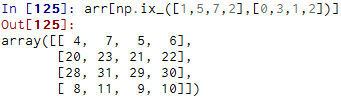 In [125]: arr[np.ix_([1,5,7,2],[0,3,1,2])]
Out[125]:
array([[ 4,  7,  5,  6],
       [20, 23, 21, 22],
       [28, 31, 29, 30],
       [ 8, 11,  9, 10]])